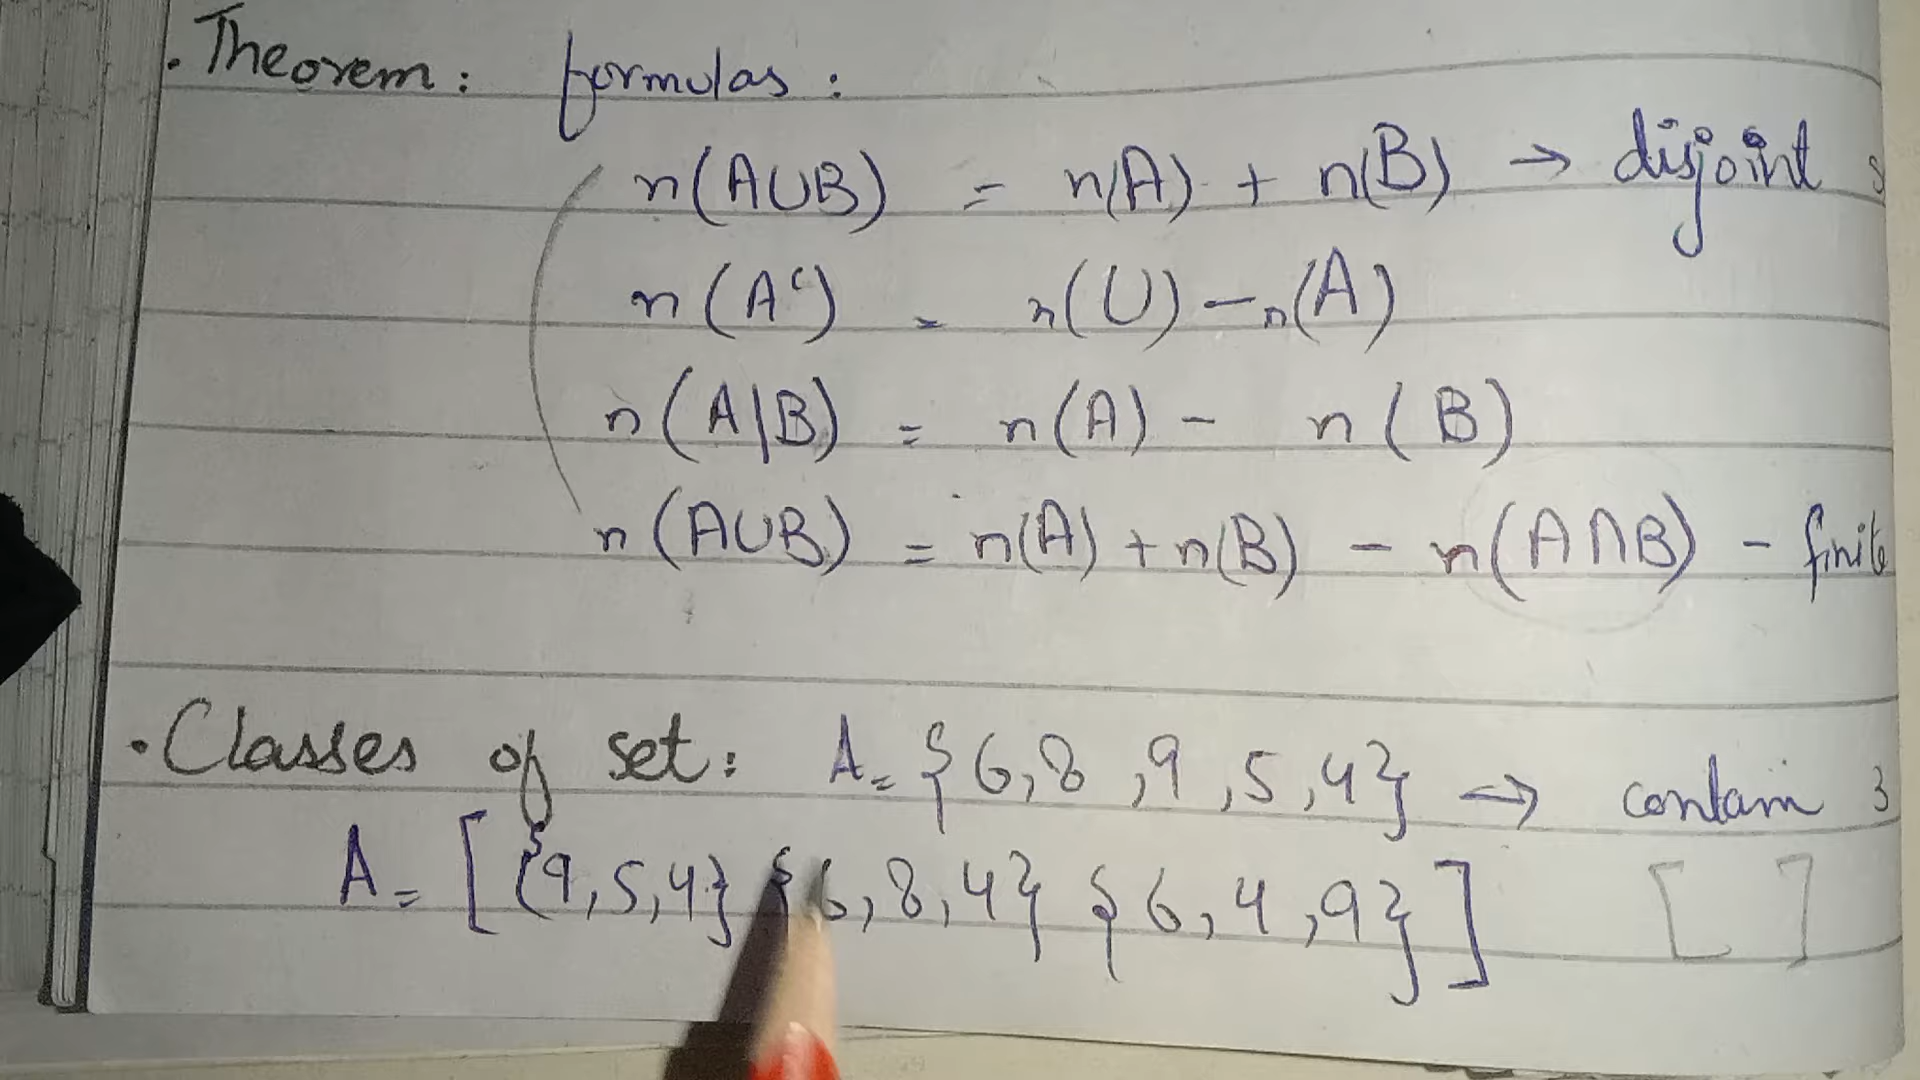 . Theorem: formulas:
n(A∪B) = n(A) + n(B) → disjoint
n(Aᶜ) = n(U) - n(A)
n(A|B) = n(A) - n(B)
n(A∪B) = n(A) + n(B) - n(A∩B) - finite
. Classes of set: A = {6,8,9,5,4} → contain 3
A = [{9,5,4} {6,8,4} {6,4,9}] [ ]